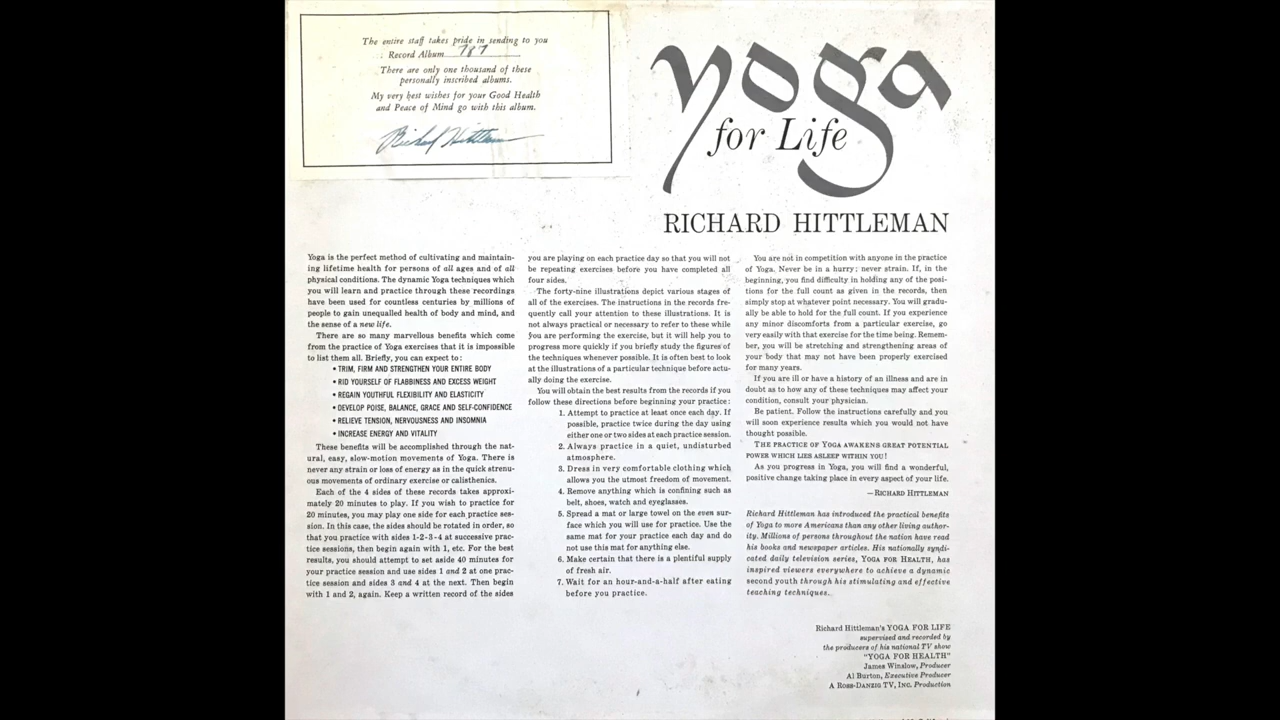 The entire staff takes pride in sending to you
Record Album 787
There are only one thousand of these
personally inscribed albums.
My very best wishes for your Good Health
and Peace of Mind go with this album.
Richard Hittleman
yoga
for Life
RICHARD HITTLEMAN
Yoga is the perfect method of cultivating and maintain-
ing lifetime health for persons of all ages and of all
physical conditions. The dynamic Yoga techniques which
you will learn and practice through these recordings
have been used for countless centuries by millions of
people to gain unequalled health of body and mind, and
the sense of a new life.
There are so many marvellous benefits which come
from the practice of Yoga exercises that it is impossible
to list them all. Briefly, you can expect to:
• TRIM, FIRM AND STRENGTHEN YOUR ENTIRE BODY
• RID YOURSELF OF FLABBINESS AND EXCESS WEIGHT
• REGAIN YOUTHFUL FLEXIBILITY AND ELASTICITY
• DEVELOP POISE, BALANCE, GRACE AND SELF-CONFIDENCE
• RELIEVE TENSION, NERVOUSNESS AND INSOMNIA
• INCREASE ENERGY AND VITALITY
These benefits will be accomplished through the nat-
ural, easy, slow-motion movements of Yoga. There is
never any strain or loss of energy as in the quick strenu-
ous movements of ordinary exercise or calisthenics.
Each of the 4 sides of these records takes approxi-
mately 20 minutes to play. If you wish to practice for
20 minutes, you may play one side for each practice ses-
sion. In this case, the sides should be rotated in order, so
that you practice with sides 1-2-3-4 at successive prac-
tice sessions, then begin again with 1, etc. For the best
results, you should attempt to set aside 40 minutes for
your practice session and use sides 1 and 2 at one prac-
tice session and sides 3 and 4 at the next. Then begin
with 1 and 2, again. Keep a written record of the sides
you are playing on each practice day so that you will not
be repeating exercises before you have completed all
four sides.
The forty-nine illustrations depict various stages of
all of the exercises. The instructions in the records fre-
quently call your attention to these illustrations. It is
not always practical or necessary to refer to these while
you are performing the exercise, but it will help you to
progress more quickly if you briefly study the figures of
the techniques whenever possible. It is often best to look
at the illustrations of a particular technique before actu-
ally doing the exercise.
You will obtain the best results from the records if you
follow these directions before beginning your practice:
1. Attempt to practice at least once each day. If
possible, practice twice during the day using
either one or two sides at each practice session.
2. Always practice in a quiet, undisturbed
atmosphere.
3. Dress in very comfortable clothing which
allows you the utmost freedom of movement.
4. Remove anything which is confining such as
belt, shoes, watch and eyeglasses.
5. Spread a mat or large towel on the even sur-
face which you will use for practice. Use the
same mat for your practice each day and do
not use this mat for anything else.
6. Make certain that there is a plentiful supply
of fresh air.
7. Wait for an hour-and-a-half after eating
before you practice.
You are not in competition with anyone in the practice
of Yoga. Never be in a hurry; never strain. If, in the
beginning, you find difficulty in holding any of the posi-
tions for the full count as given in the records, then
simply stop at whatever point necessary. You will gradu-
ally be able to hold for the full count. If you experience
any minor discomforts from a particular exercise, go
very easily with that exercise for the time being. Remem-
ber, you will be stretching and strengthening areas of
your body that may not have been properly exercised
for many years.
If you are ill or have a history of an illness and are in
doubt as to how any of these techniques may affect your
condition, consult your physician.
Be patient. Follow the instructions carefully and you
will soon experience results which you would not have
thought possible.
THE PRACTICE OF YOGA AWAKENS GREAT POTENTIAL
POWER WHICH LIES ASLEEP WITHIN YOU!
As you progress in Yoga, you will find a wonderful,
positive change taking place in every aspect of your life.
—RICHARD HITTLEMAN
Richard Hittleman has introduced the practical benefits
of Yoga to more Americans than any other living author-
ity. Millions of persons throughout the nation have read
his books and newspaper articles. His nationally syndi-
cated daily television series, YOGA FOR HEALTH, has
inspired viewers everywhere to achieve a dynamic
second youth through his stimulating and effective
teaching techniques.
Richard Hittleman's YOGA FOR LIFE
supervised and recorded by
the producers of his national TV show
"YOGA FOR HEALTH"
James Winslow, Producer
Al Burton, Executive Producer
A ROSS-DANZIG TV, INC. Production